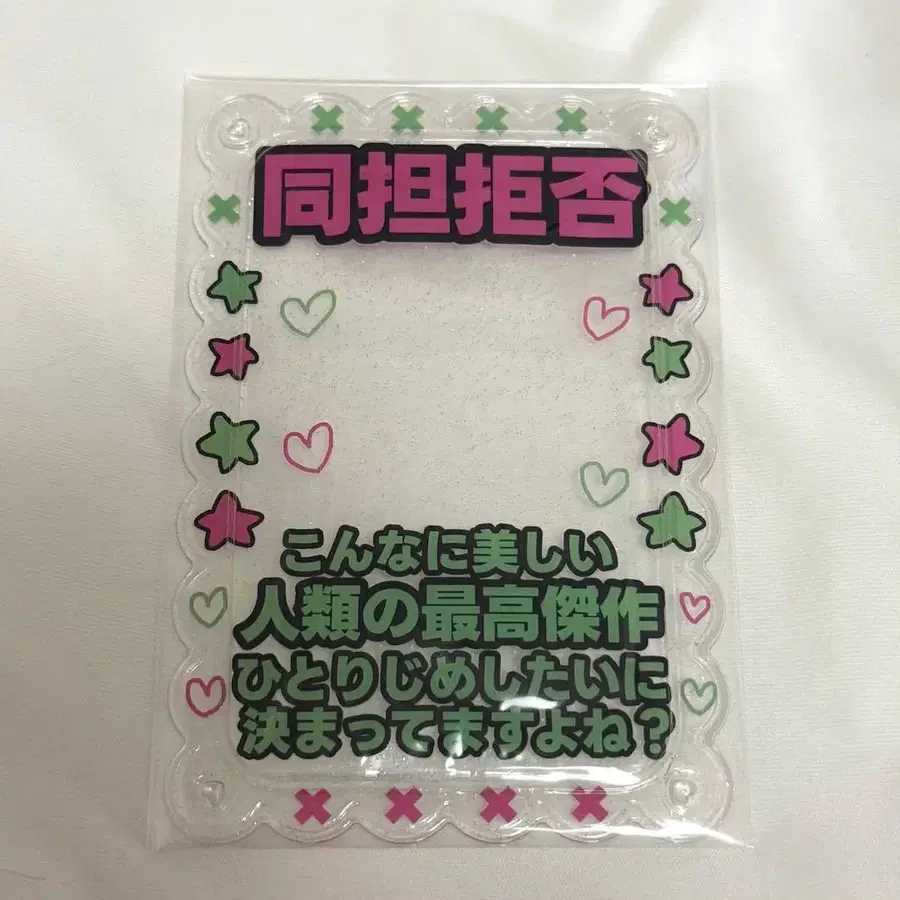 同担拒否
こんなに美しい
人類の最高傑作
ひとりじめしたいに
決まってますよね？